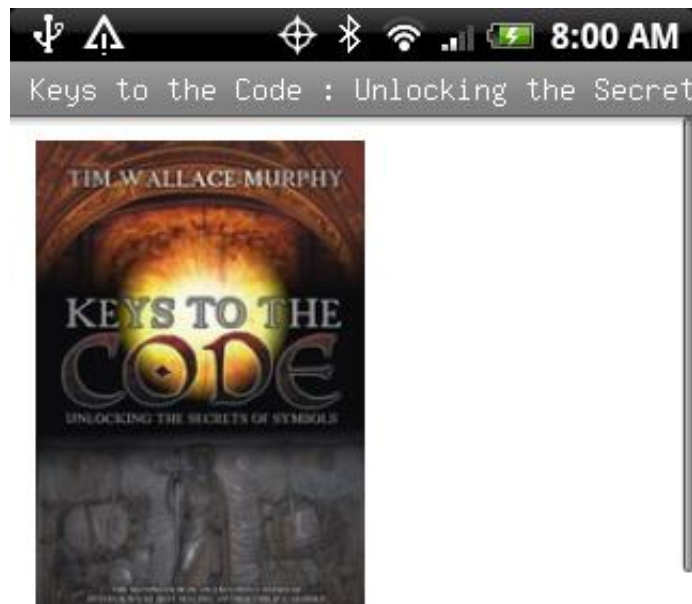 8:00 AM
Keys to the Code : Unlocking the Secret
TIM WALLACE-MURPHY
KEYS TO THE
CODE
UNLOCKING THE SECRETS OF SYMBOLS